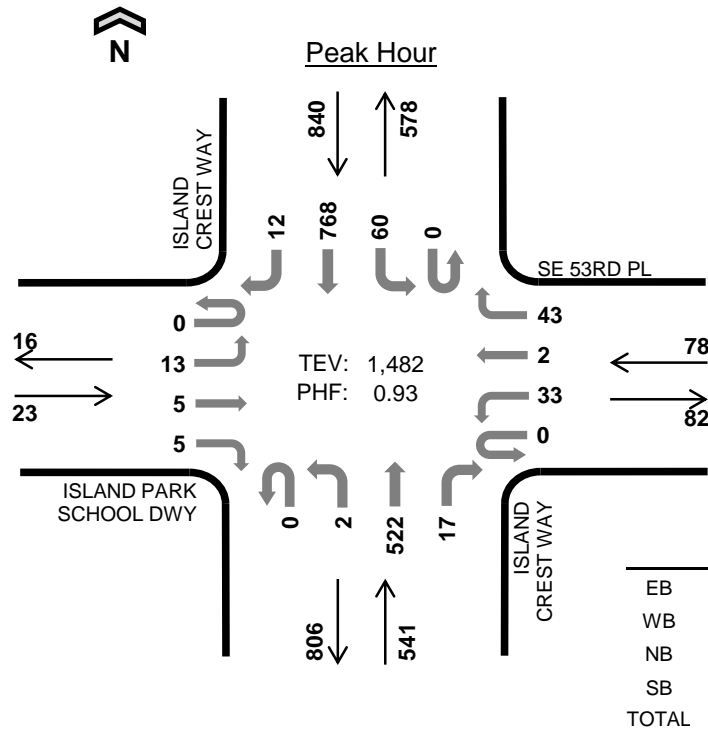 N
Peak Hour
840
578
ISLAND
CREST WAY
12
768
60
0
SE 53RD PL
0
43
16
13
TEV: 1,482
2
78
23
5
PHF: 0.93
33
82
5
0
ISLAND PARK
SCHOOL DWY
0
2
522
17
ISLAND
CREST WAY
806
541
EB
WB
NB
SB
TOTAL